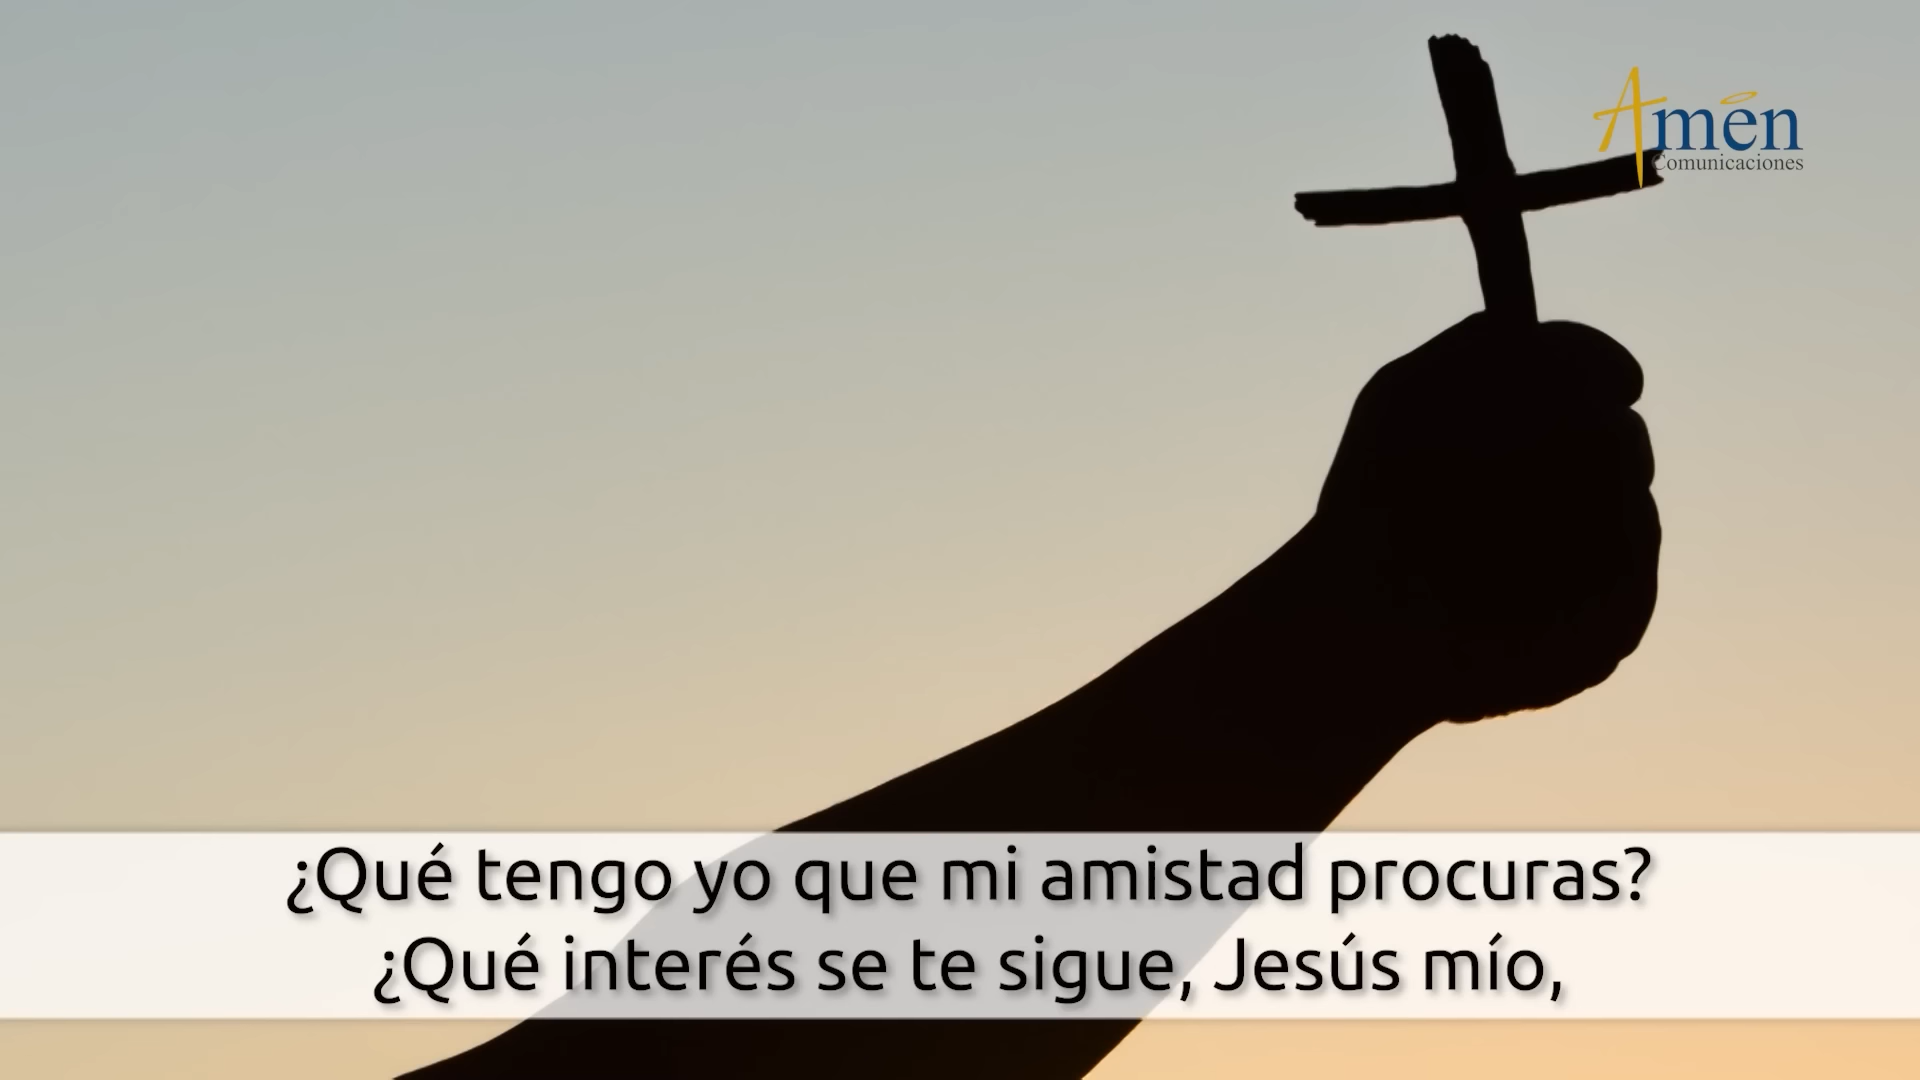 Amén
Comunicaciones
¿Qué tengo yo que mi amistad procuras?
¿Qué interés se te sigue, Jesús mío,